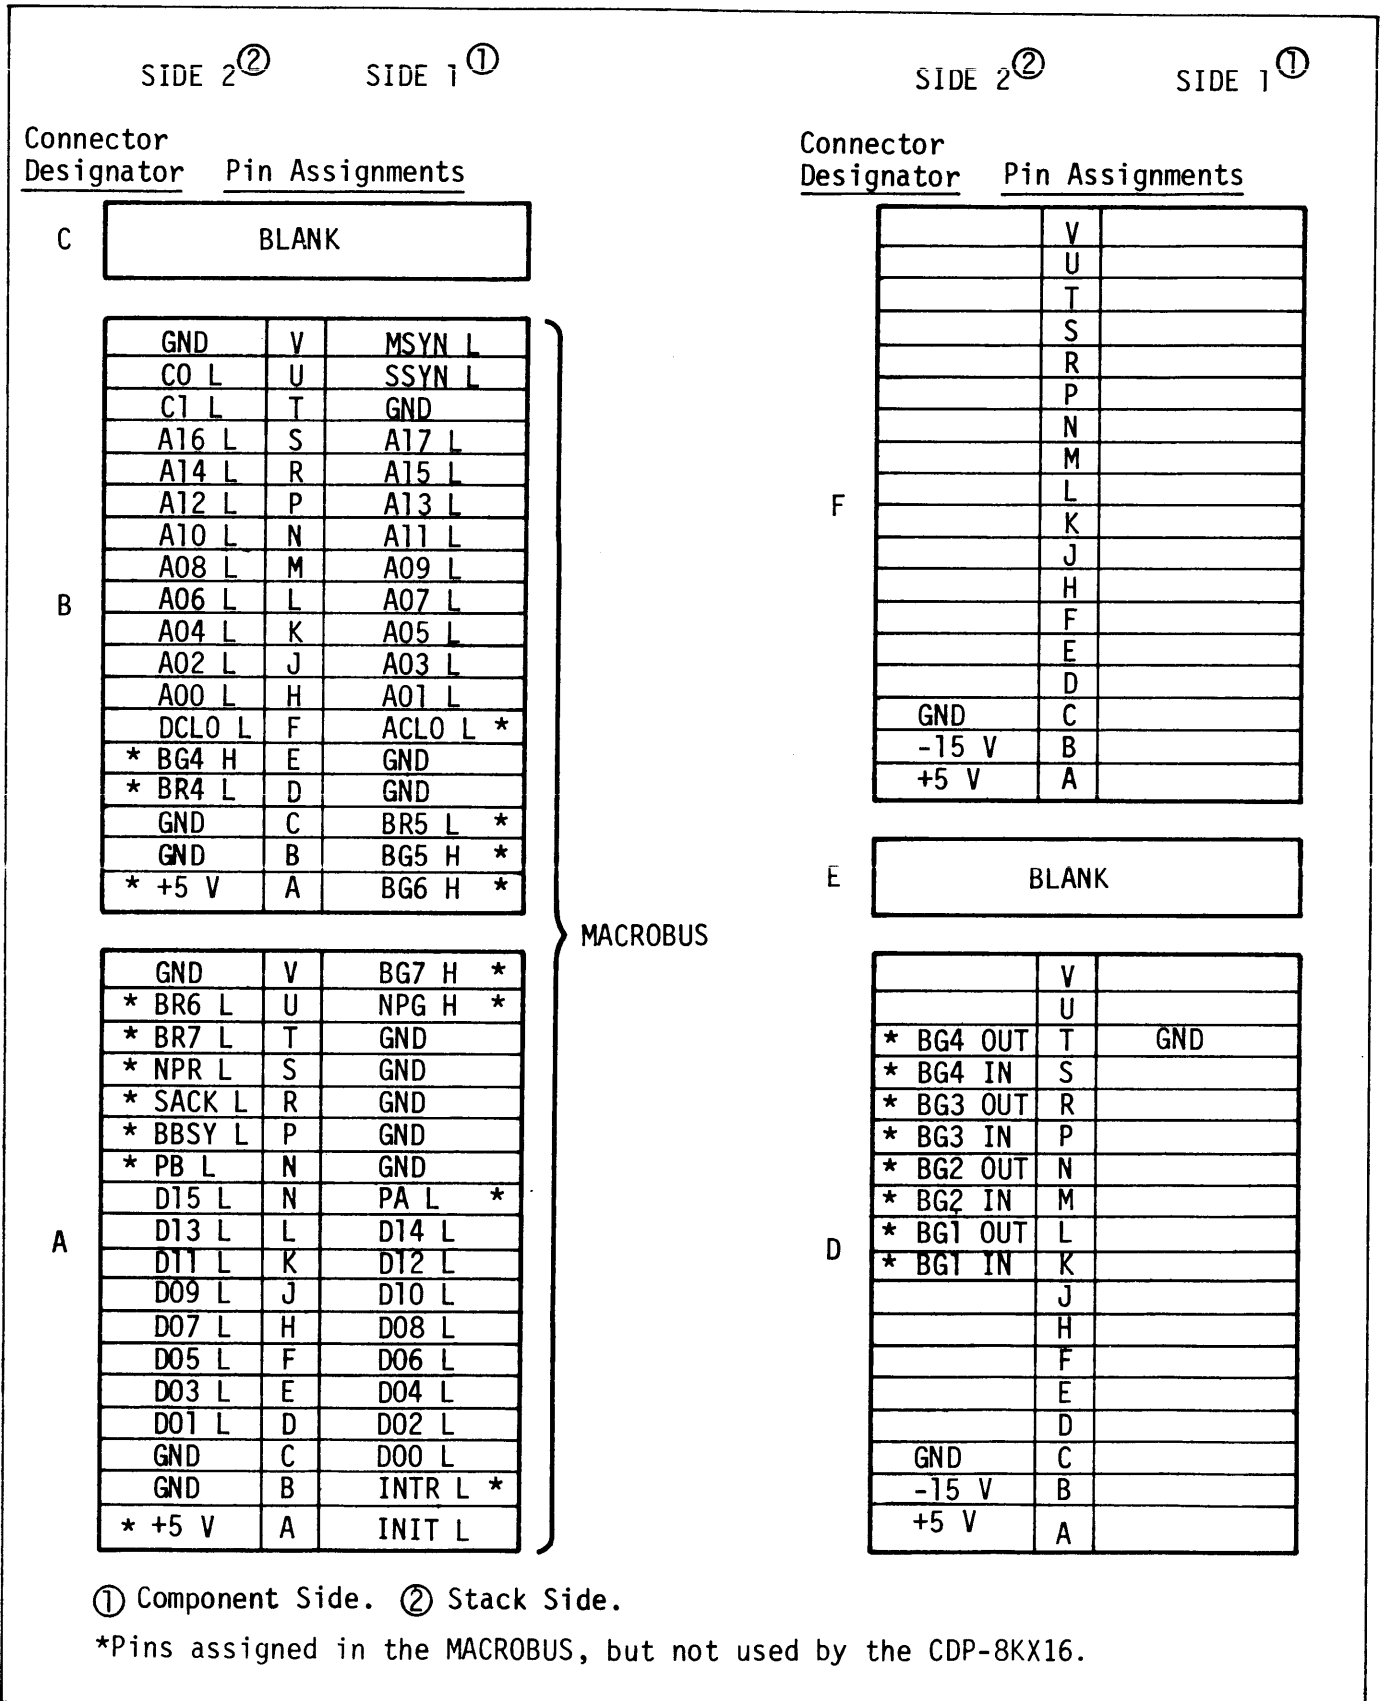 SIDE 2② SIDE 1①
Connector
Designator Pin Assignments
C BLANK
GND V MSYN L
C0 L U SSYN L
C1 L T GND
A16 L S A17 L
A14 L R A15 L
A12 L P A13 L
A10 L N A11 L
A08 L M A09 L
B
A06 L L A07 L
A04 L K A05 L
A02 L J A03 L
A00 L H A01 L
DCLO L F ACLO L *
* BG4 H E GND
* BR4 L D GND
GND C BR5 L *
GND B BG5 H *
* +5 V A BG6 H *
MACROBUS
GND V BG7 H *
* BR6 L U NPG H *
* BR7 L T GND
* NPR L S GND
* SACK L R GND
* BBSY L P GND
* PB L N GND
D15 L N PA L *
A
D13 L L D14 L
D11 L K D12 L
D09 L J D10 L
D07 L H D08 L
D05 L F D06 L
D03 L E D04 L
D01 L D D02 L
GND C D00 L
GND B INTR L *
* +5 V A INIT L
SIDE 2② SIDE 1①
Connector
Designator Pin Assignments
V
U
T
S
R
P
N
M
L
F
K
J
H
F
E
D
GND C
-15 V B
+5 V A
E BLANK
V
U
* BG4 OUT T GND
* BG4 IN S
* BG3 OUT R
* BG3 IN P
* BG2 OUT N
* BG2 IN M
* BG1 OUT L
D
* BG1 IN K
J
H
F
E
D
GND C
-15 V B
+5 V A
① Component Side. ② Stack Side.
*Pins assigned in the MACROBUS, but not used by the CDP-8KX16.